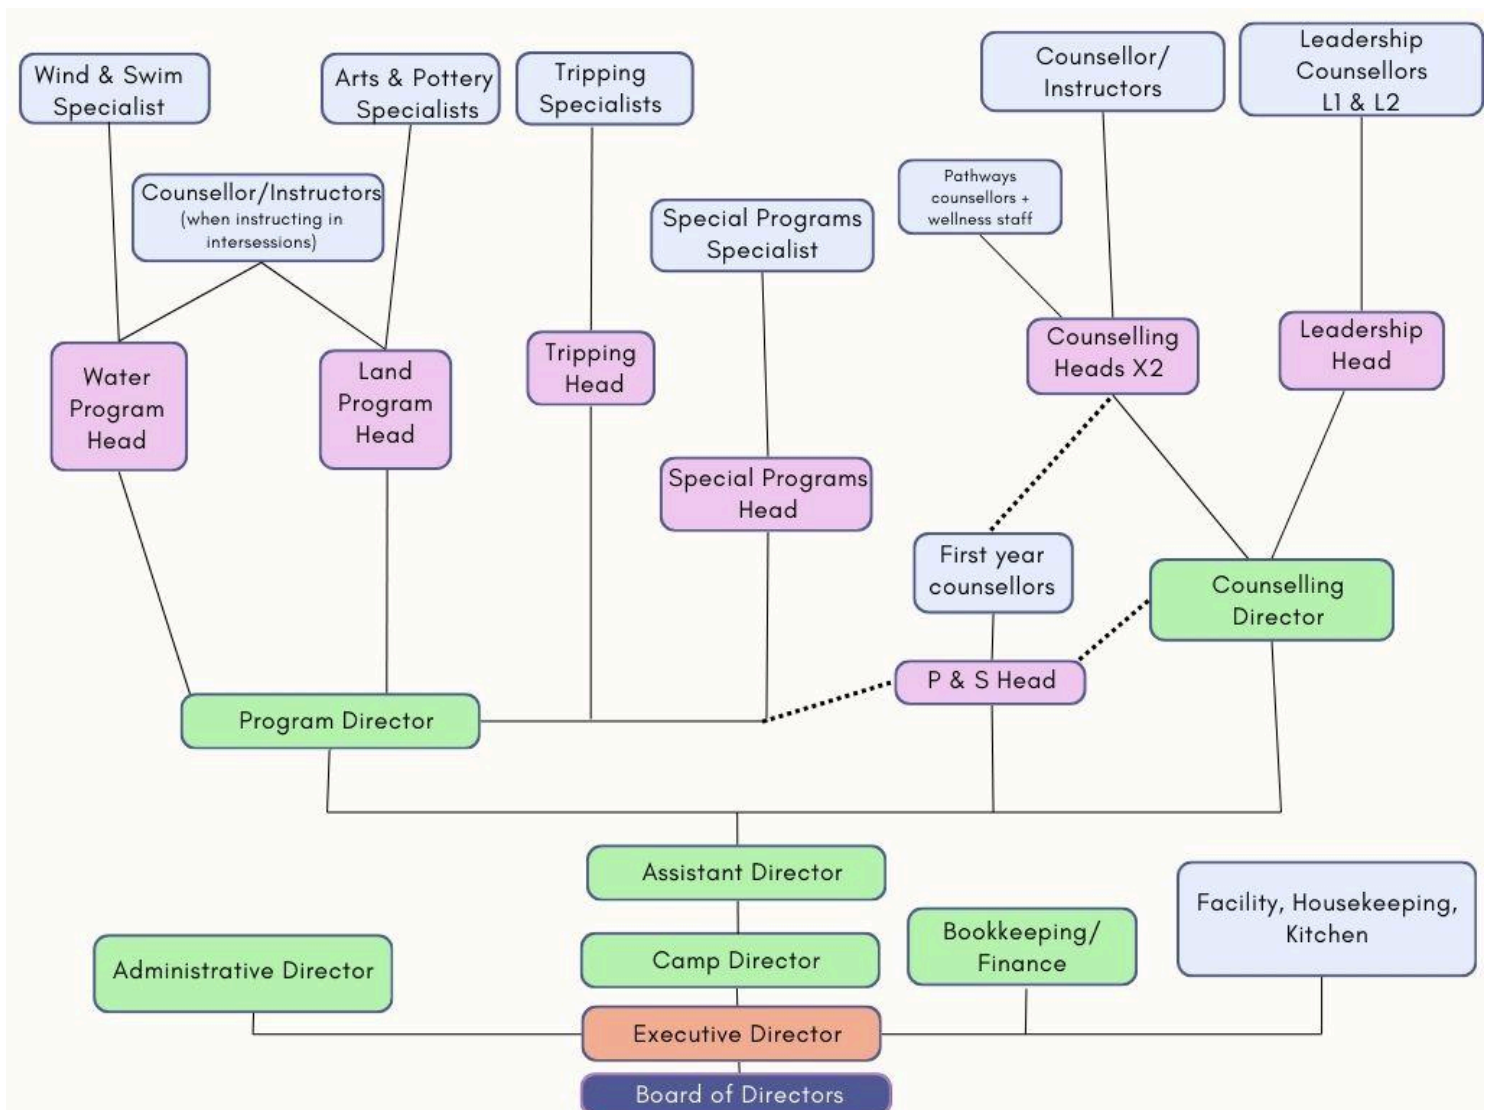 Wind & Swim
Specialist
Arts & Pottery
Specialists
Tripping
Specialists
Counsellor/
Instructors
Leadership
Counsellors
L1 & L2
Counsellor/Instructors
(when instructing in
intersessions)
Pathways
counsellors +
wellness staff
Special Programs
Specialist
Water
Program
Head
Land
Program
Head
Tripping
Head
Counselling
Heads X2
Leadership
Head
Special Programs
Head
First year
counsellors
Counselling
Director
P & S Head
Program Director
Assistant Director
Administrative Director
Camp Director
Bookkeeping/
Finance
Facility, Housekeeping,
Kitchen
Executive Director
Board of Directors